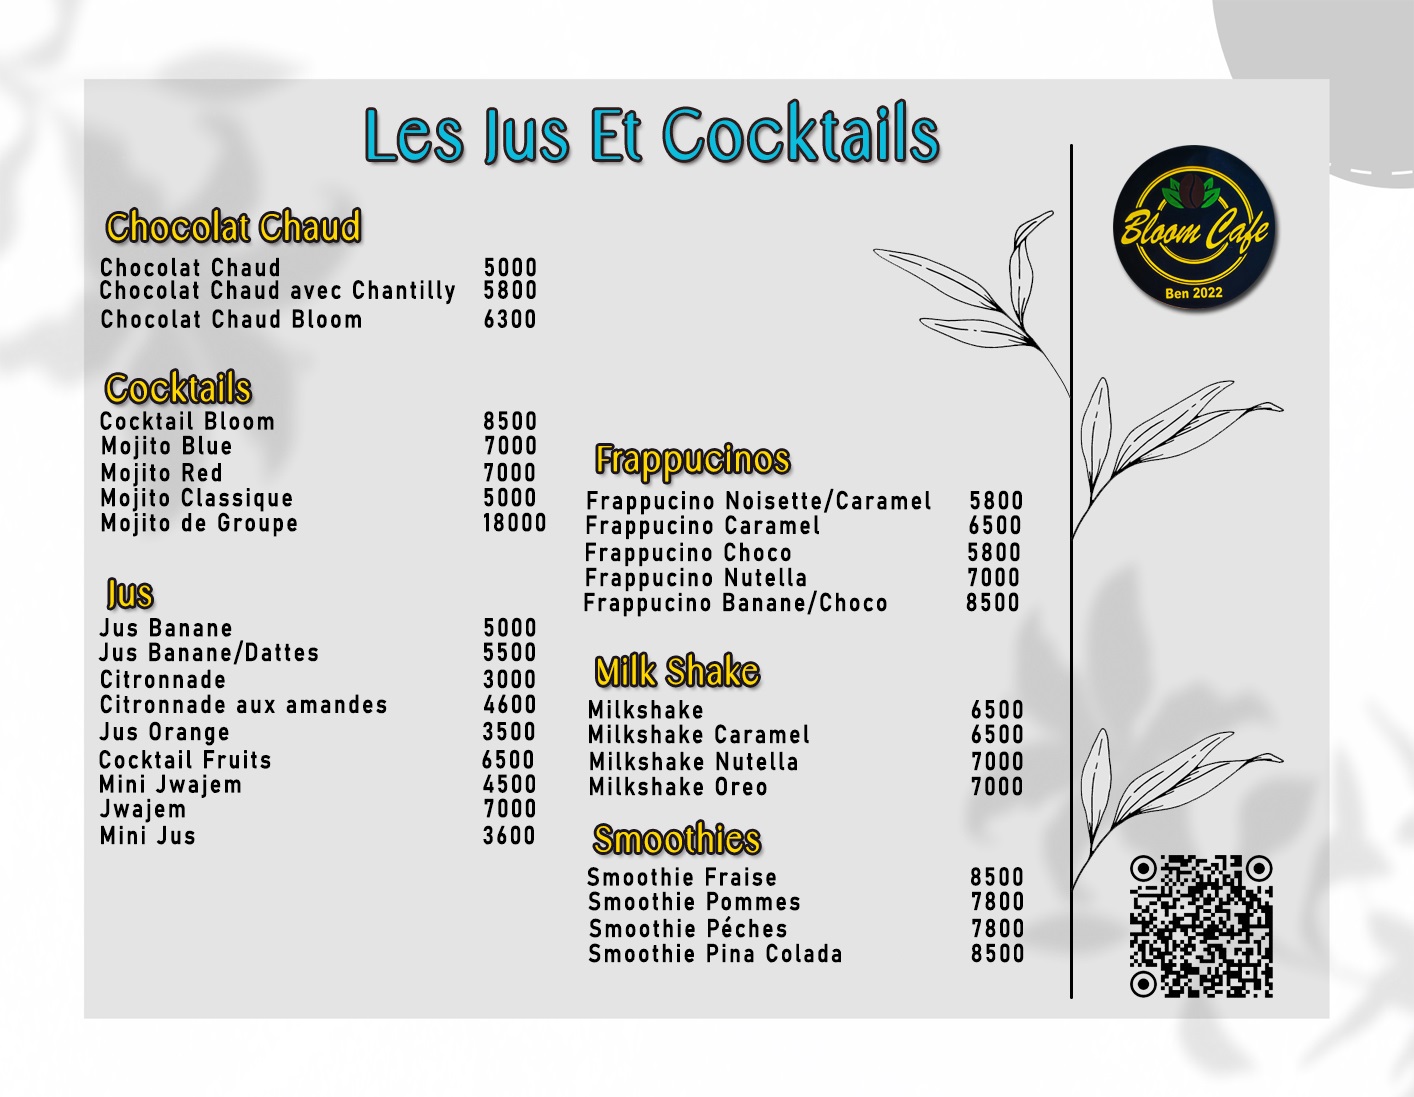 Les Jus Et Cocktails
Bloom Cafe
Ben 2022
Chocolat Chaud
Chocolat Chaud 5000
Chocolat Chaud avec Chantilly 5800
Chocolat Chaud Bloom 6300
Cocktails
Cocktail Bloom 8500
Mojito Blue 7000
Mojito Red 7000
Mojito Classique 5000
Mojito de Groupe 18000
Jus
Jus Banane 5000
Jus Banane/Dattes 5500
Citronnade 3000
Citronnade aux amandes 4600
Jus Orange 3500
Cocktail Fruits 6500
Mini Jwajem 4500
Jwajem 7000
Mini Jus 3600
Frappucinos
Frappucino Noisette/Caramel 5800
Frappucino Caramel 6500
Frappucino Choco 5800
Frappucino Nutella 7000
Frappucino Banane/Choco 8500
Milk Shake
Milkshake 6500
Milkshake Caramel 6500
Milkshake Nutella 7000
Milkshake Oreo 7000
Smoothies
Smoothie Fraise 8500
Smoothie Pommes 7800
Smoothie Péches 7800
Smoothie Pina Colada 8500